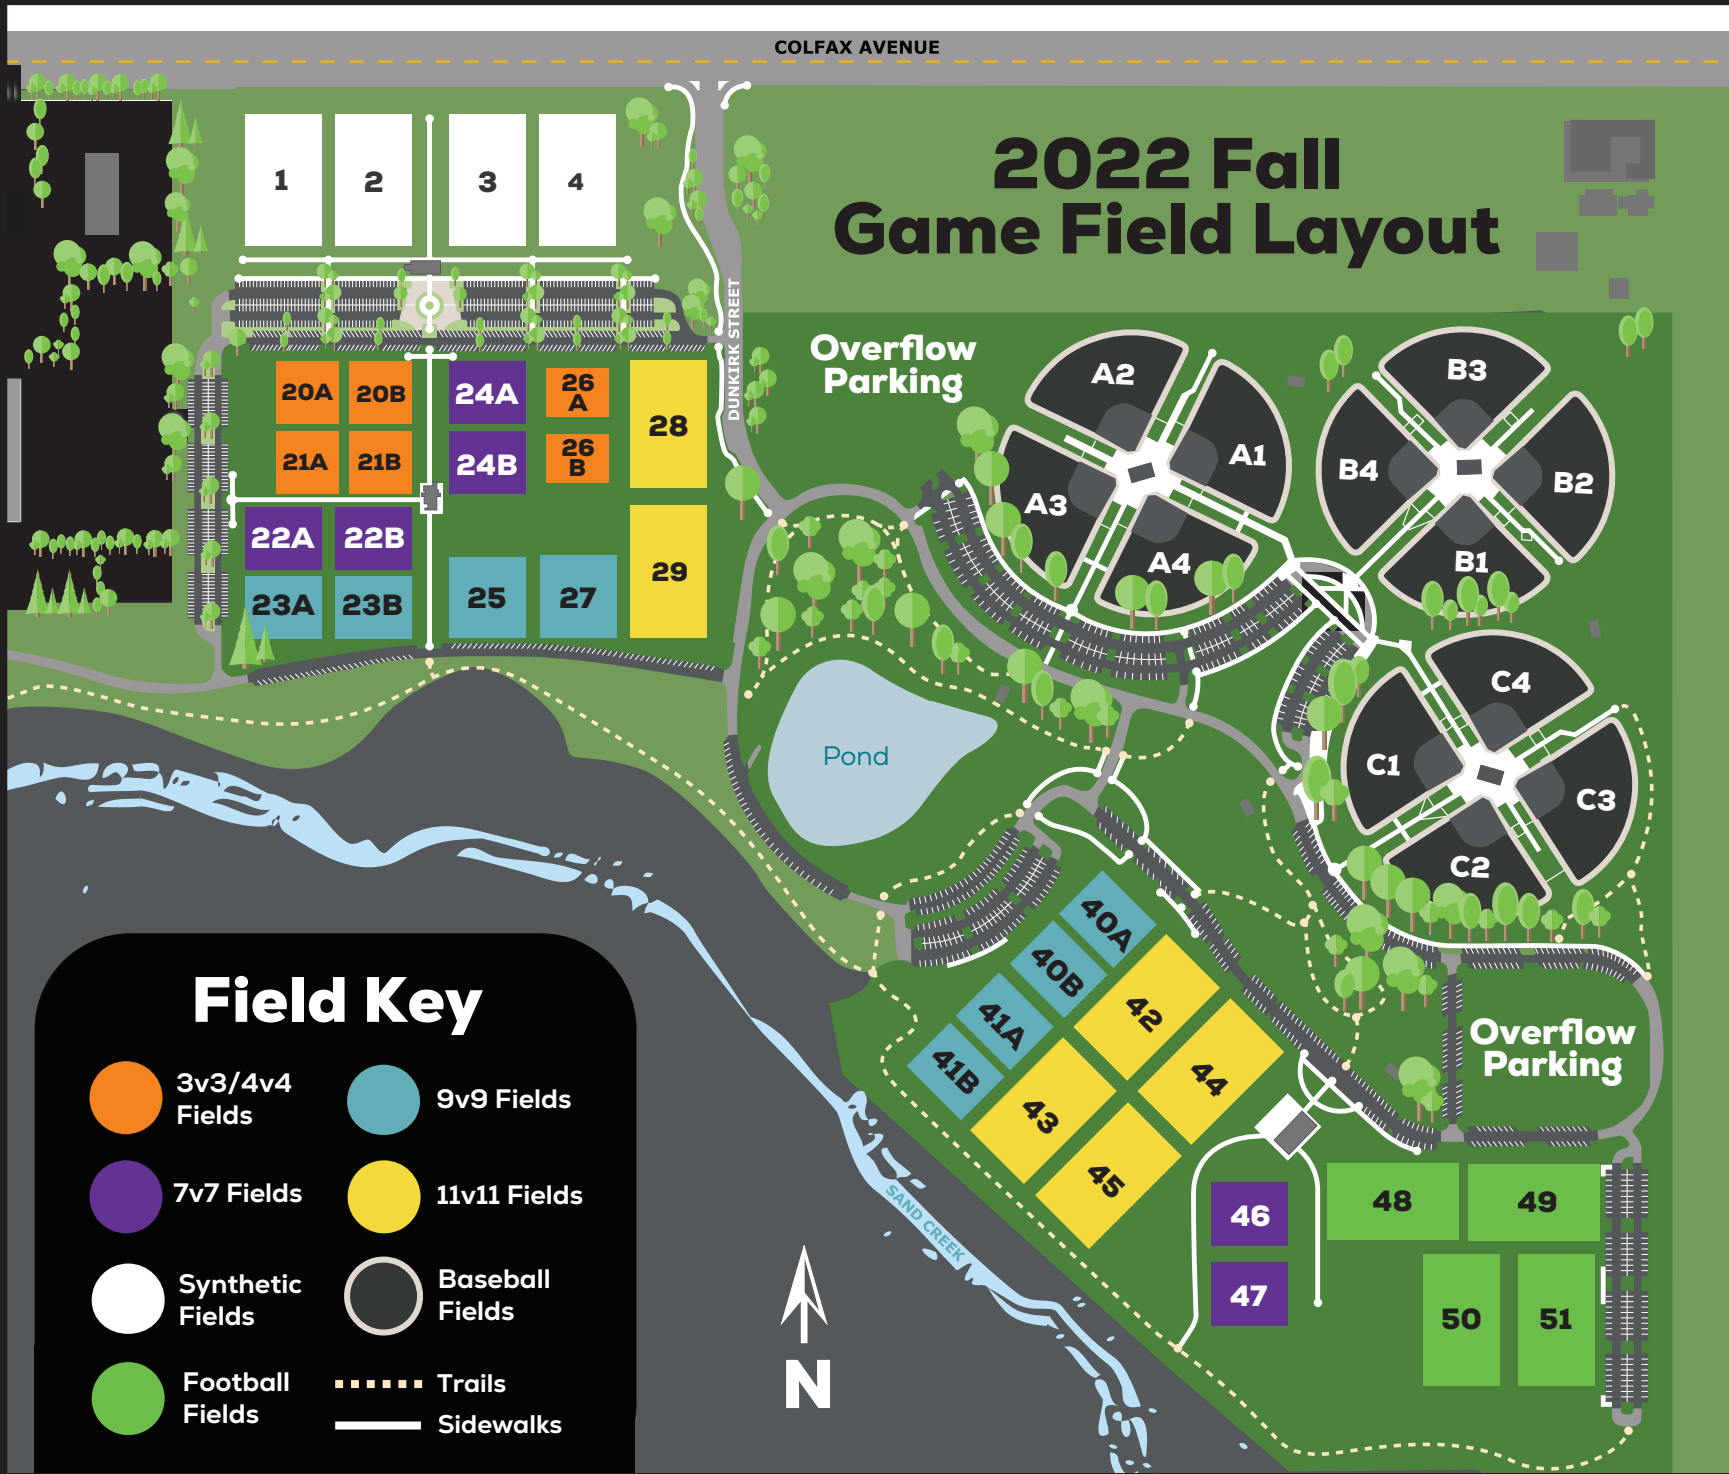 COLFAX AVENUE
2022 Fall
Game Field Layout
1
2
3
4
DUNKIRK STREET
Overflow
Parking
20A
20B
24A
26
A
28
21A
21B
24B
26
B
22A
22B
23A
23B
25
27
29
A2
A1
A3
A4
B3
B4
B2
B1
C4
C1
C3
C2
Pond
40A
40B
41A
41B
42
43
44
45
Overflow
Parking
46
47
48
49
50
51
SAND CREEK
N
Field Key
3v3/4v4
Fields
9v9 Fields
7v7 Fields
11v11 Fields
Synthetic
Fields
Baseball
Fields
Football
Fields
Trails
Sidewalks